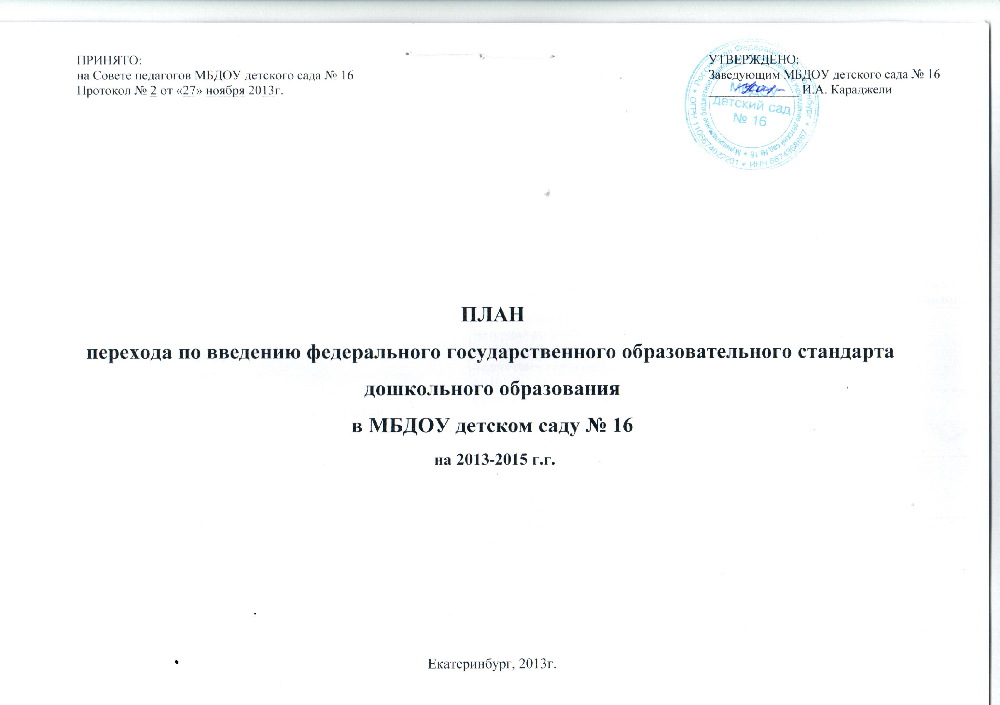 ПРИНЯТО:
на Совете педагогов МБДОУ детского сада № 16
Протокол № 2 от «27» ноября 2013г.
УТВЕРЖДЕНО:
Заведующим МБДОУ детского сада № 16
И.А. Караджели
Российская Федерация * г. Екатеринбург * ИНН 6674368867 * ОГРН 1106674022201 *
Муниципальное бюджетное дошкольное образовательное учреждение детский сад № 16 *
МБДОУ
детский сад
№ 16
ПЛАН
перехода по введению федерального государственного образовательного стандарта
дошкольного образования
в МБДОУ детском саду № 16
на 2013-2015 г.г.
Екатеринбург, 2013г.